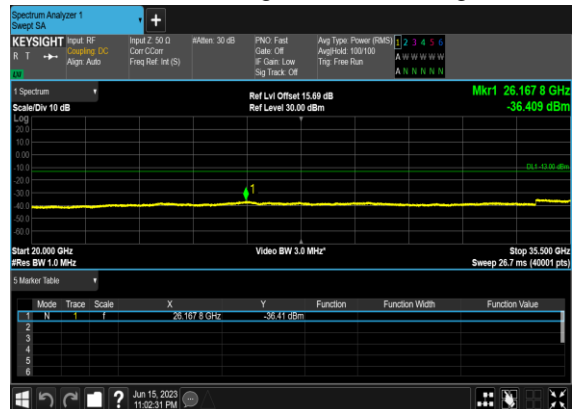 Spectrum Analyzer 1
Swept SA
+
KEYSIGHT Input: RF Input Z: 50 Ω #Atten: 30 dB PNO: Fast Avg Type: Power (RMS) 1 2 3 4 5 6
R T Coupling: DC Corr CCorr Gate: Off Avg|Hold: 100/100 A W W W W W
Align: Auto Freq Ref: Int (S) IF Gain: Low Trig: Free Run
Sig Track: Off A N N N N N
1 Spectrum Ref Lvl Offset 15.69 dB Mkr1 26.167 8 GHz
Scale/Div 10 dB Ref Level 30.00 dBm -36.409 dBm
Log
20.0
10.0
0.00
-10.0
DL1 -13.00 dBm
-20.0
1
-30.0
-40.0
-50.0
-60.0
Start 20.000 GHz Video BW 3.0 MHz* Stop 35.500 GHz
#Res BW 1.0 MHz Sweep 26.7 ms (40001 pts)
5 Marker Table
Mode Trace Scale X Y Function Function Width Function Value
1 N 1 f 26.167 8 GHz -36.41 dBm
2
3
4
5
6
? Jun 15, 2023
11:02:31 PM